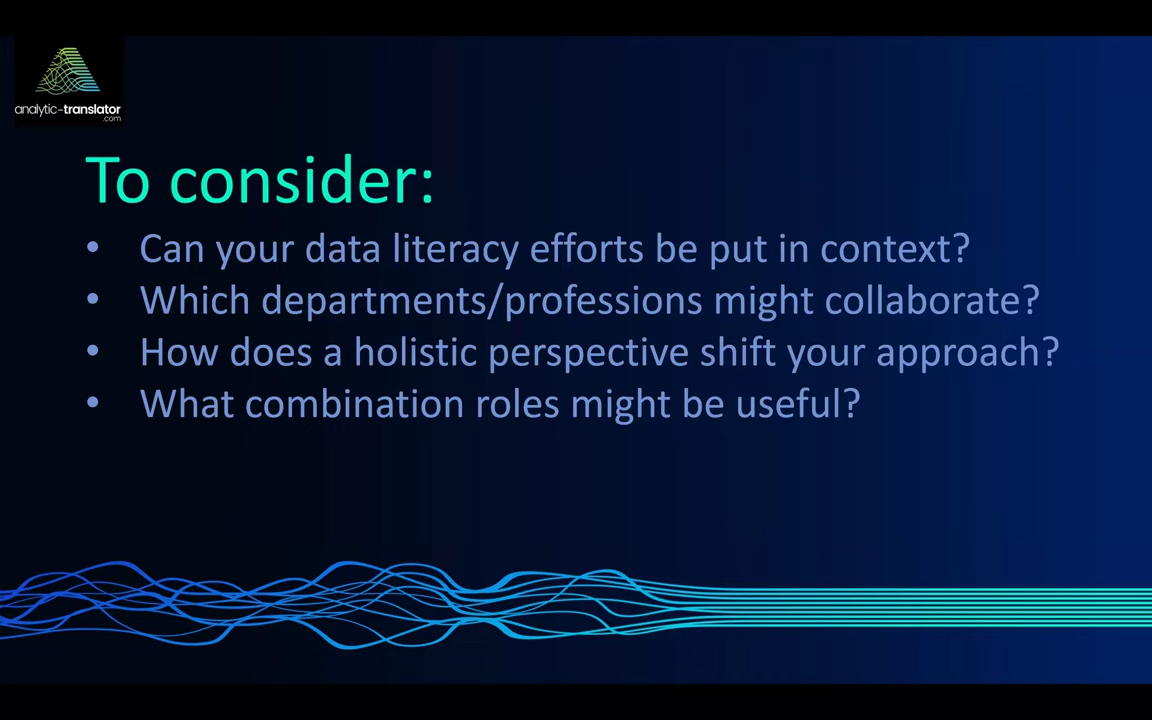 analytic-translator
.com
To consider:
• Can your data literacy efforts be put in context?
• Which departments/professions might collaborate?
• How does a holistic perspective shift your approach?
• What combination roles might be useful?